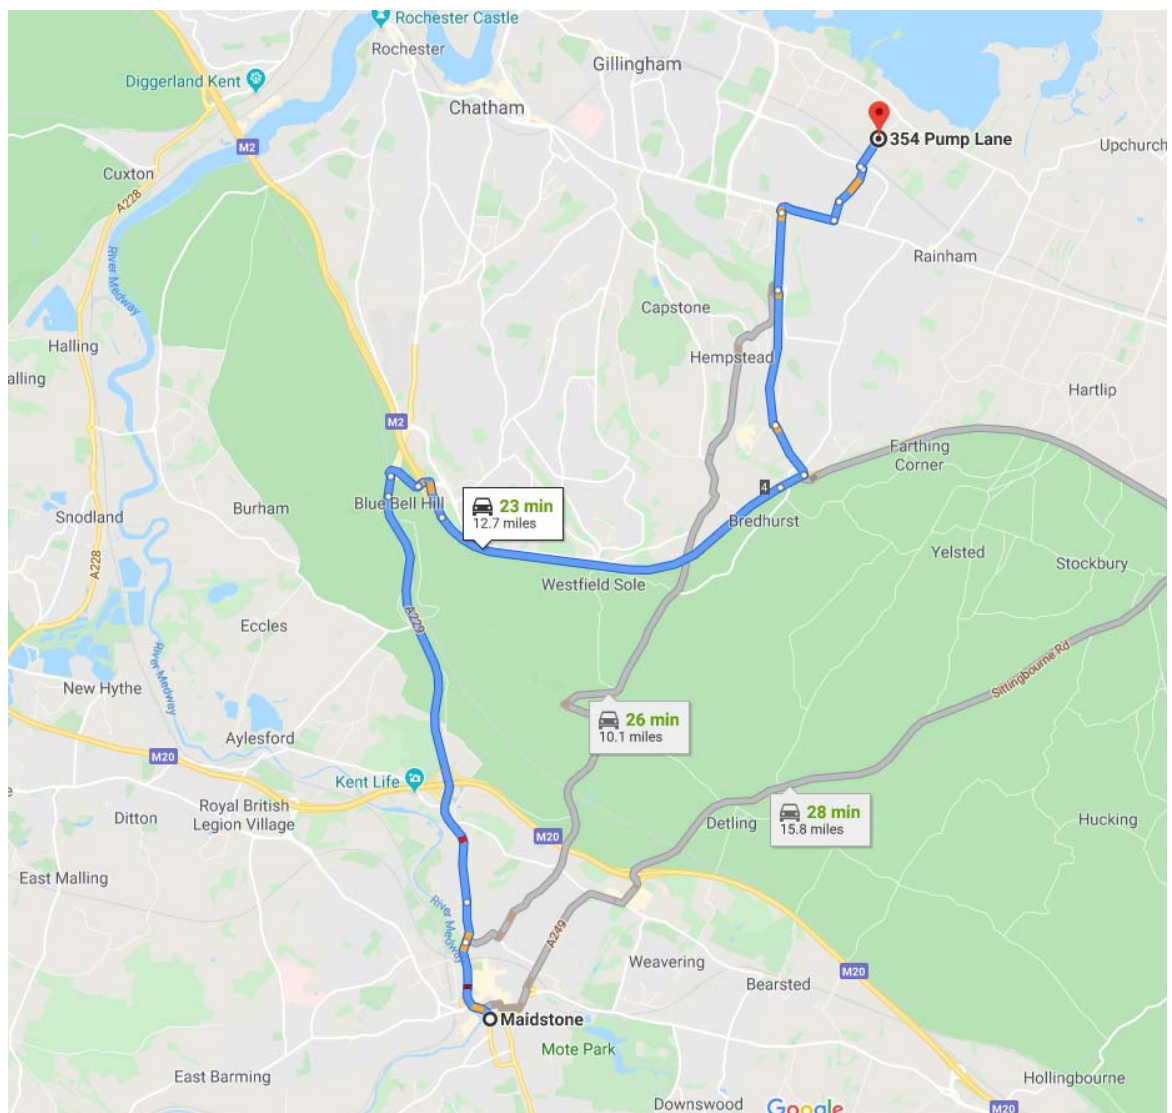 Rochester Castle
Rochester
Gillingham
Diggerland Kent
Chatham
354 Pump Lane
M2
Upchurch
Cuxton
A228
Rainham
River Medway
Capstone
Halling
Hempstead
alling
Hartlip
M2
Earthing
Corner
4
Blue Bell Hill
23 min
12.7 miles
Burham
Snodland
Bredhurst
A228
Yelsted
Stockbury
Westfield Sole
A229
Eccles
River Medway
Sittingbourne Rd
New Hythe
26 min
10.1 miles
Aylesford
M20
Kent Life
Royal British
Legion Village
28 min
15.8 miles
Ditton
Detling
Hucking
M20
East Malling
River Medway
A249
Weavering
M20
Bearsted
Maidstone
Mote Park
East Barming
Hollingbourne
Downswood
Google
M20